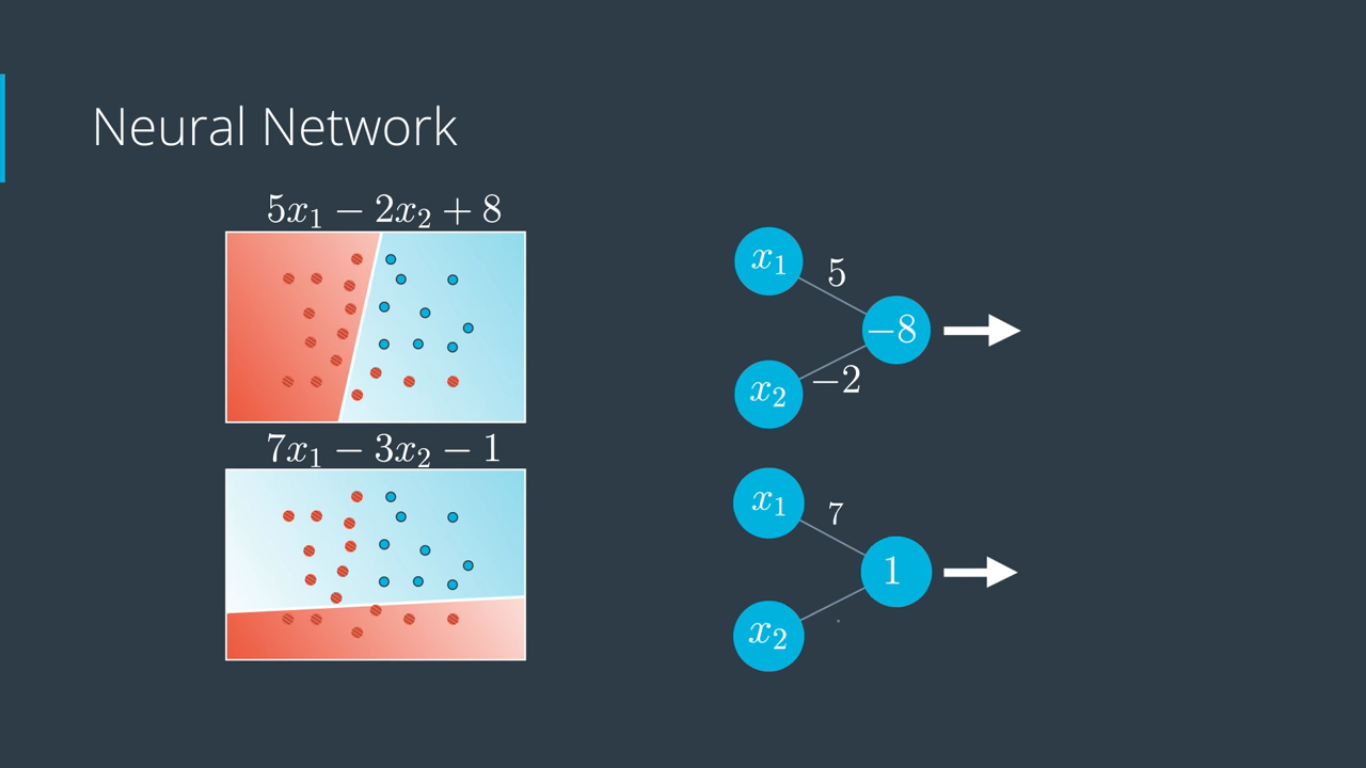 Neural Network
5x₁ − 2x₂ + 8
7x₁ − 3x₂ − 1
x₁
5
−8
x₂
−2
x₁
7
1
x₂